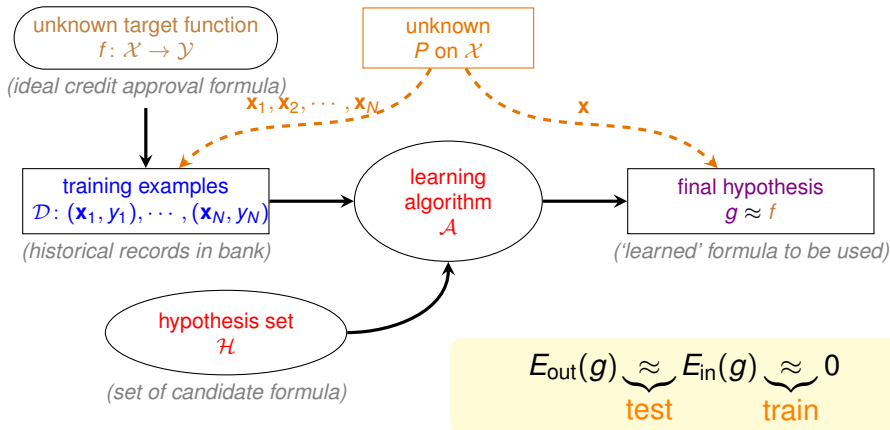 unknown target function
f: 𝒳 → 𝒴
(ideal credit approval formula)
unknown
P on 𝒳
x₁, x₂, ⋯ , x_N
x
training examples
𝒟: (x₁, y₁), ⋯ , (x_N, y_N)
(historical records in bank)
learning
algorithm
𝒜
final hypothesis
g ≈ f
('learned' formula to be used)
hypothesis set
ℋ
(set of candidate formula)
E_out(g) ≈ E_in(g) ≈ 0
test train